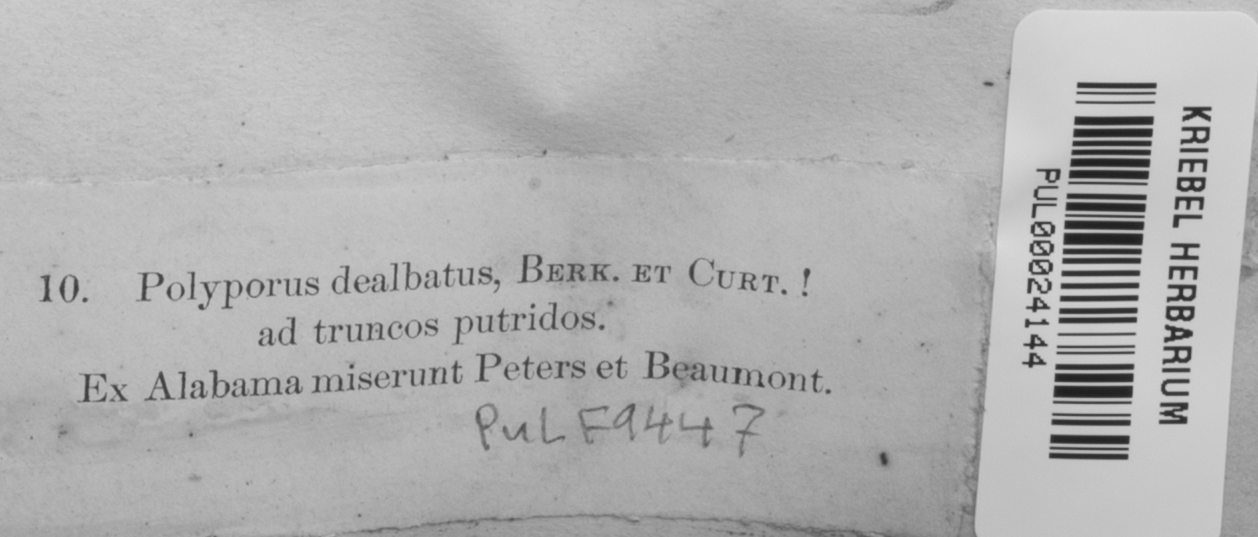 10. Polyporus dealbatus, BERK. ET CURT. !
ad truncos putridos.
Ex Alabama miserunt Peters et Beaumont.
PUL F9447
KRIEBEL HERBARIUM
PUL00024144